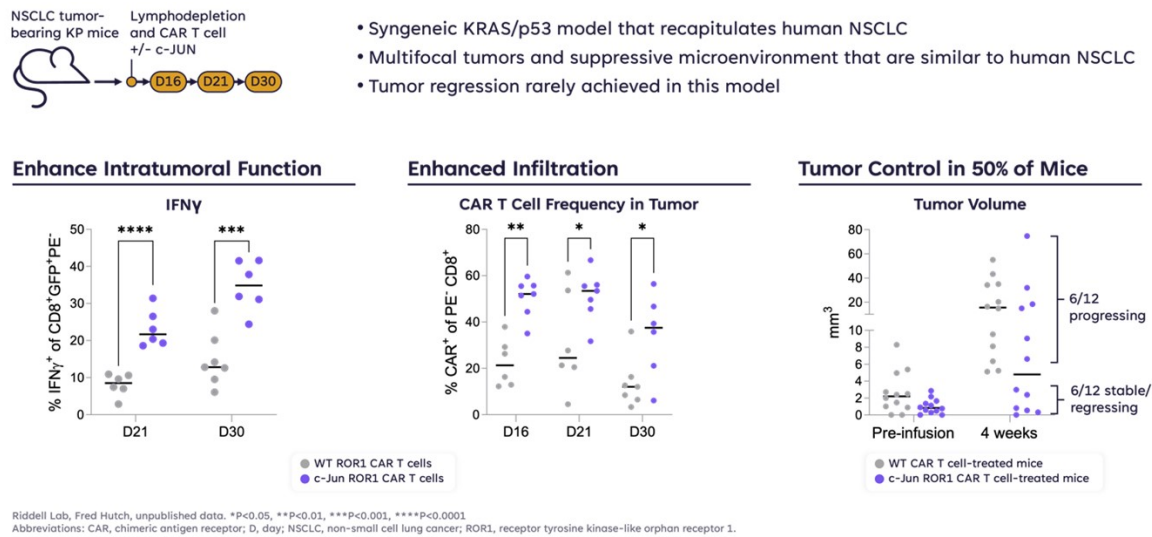 NSCLC tumor-
bearing KP mice
Lymphodepletion
and CAR T cell
+/- c-JUN
D16
D21
D30
• Syngeneic KRAS/p53 model that recapitulates human NSCLC
• Multifocal tumors and suppressive microenvironment that are similar to human NSCLC
• Tumor regression rarely achieved in this model
Enhance Intratumoral Function
IFNγ
% IFNγ⁺ of CD8⁺GFP⁺PE⁻
50
40
30
20
10
0
****
***
D21
D30
Enhanced Infiltration
CAR T Cell Frequency in Tumor
% CAR⁺ of PE⁻ CD8⁺
80
60
40
20
0
**
*
*
D16
D21
D30
WT ROR1 CAR T cells
c-Jun ROR1 CAR T cells
Tumor Control in 50% of Mice
Tumor Volume
mm³
80
60
40
20
10
8
6
4
2
0
Pre-infusion
4 weeks
6/12
progressing
6/12 stable/
regressing
WT CAR T cell-treated mice
c-Jun ROR1 CAR T cell-treated mice
Riddell Lab, Fred Hutch, unpublished data. *P<0.05, **P<0.01, ***P<0.001, ****P<0.0001
Abbreviations: CAR, chimeric antigen receptor; D, day; NSCLC, non-small cell lung cancer; ROR1, receptor tyrosine kinase-like orphan receptor 1.